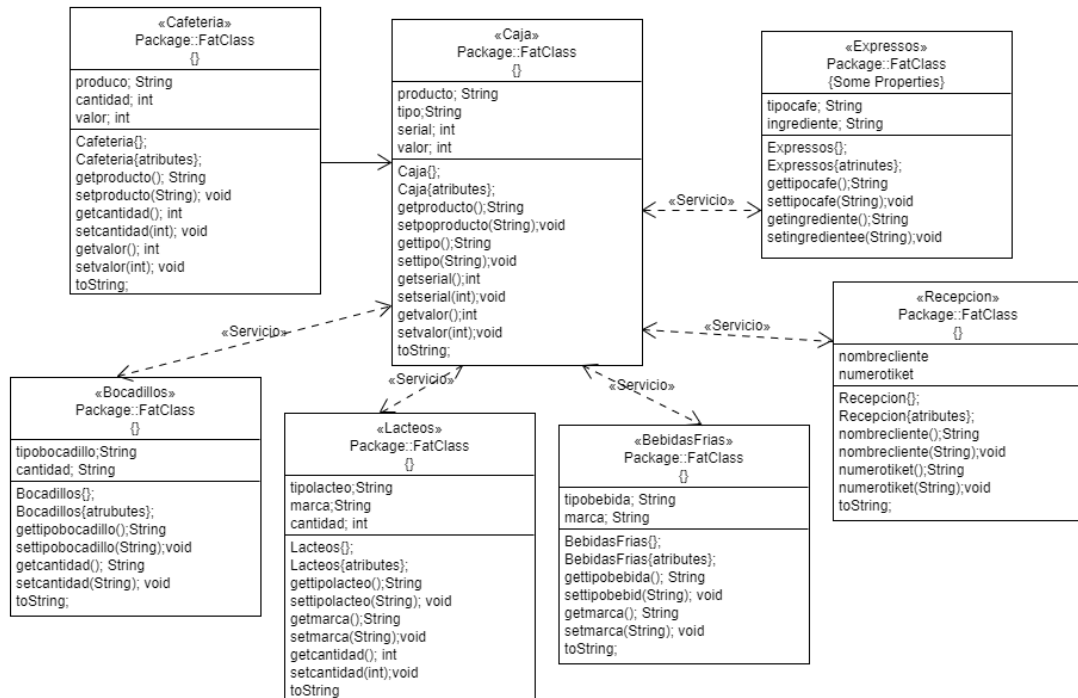 «Cafeteria»
Package::FatClass
{}
produco; String
cantidad; int
valor; int
Cafeteria{};
Cafeteria{atributes};
getproducto(); String
setproducto(String); void
getcantidad(); int
setcantidad(int); void
getvalor(); int
setvalor(int); void
toString;
«Caja»
Package::FatClass
{}
producto; String
tipo;String
serial; int
valor; int
Caja{};
Caja{atributes};
getproducto();String
setpoproducto(String);void
gettipo();String
settipo(String);void
getserial();int
setserial(int);void
getvalor();int
setvalor(int);void
toString;
«Expressos»
Package::FatClass
{Some Properties}
tipocafe; String
ingrediente; String
Expressos{};
Expressos{atrinutes};
gettipocafe();String
settipocafe(String);void
getingrediente();String
setingredientee(String);void
«Servicio»
«Servicio»
«Servicio»
«Servicio»
«Servicio»
«Recepcion»
Package::FatClass
{}
nombrecliente
numerotiket
Recepcion{};
Recepcion{atributes};
nombrecliente();String
nombrecliente(String);void
numerotiket();String
numerotiket(String);void
toString;
«Bocadillos»
Package::FatClass
{}
tipobocadillo;String
cantidad; String
Bocadillos{};
Bocadillos{atrubutes};
gettipobocadillo();String
settipobocadillo(String);void
getcantidad(); String
setcantidad(String); void
toString;
«Lacteos»
Package::FatClass
{}
tipolacteo;String
marca;String
cantidad; int
Lacteos{};
Lacteos{atributes};
gettipolacteo();String
settipolacteo(String); void
getmarca();String
setmarca(String);void
getcantidad(); int
setcantidad(int);void
toString
«BebidasFrias»
Package::FatClass
{}
tipobebida; String
marca; String
BebidasFrias{};
BebidasFrias{atributes};
gettipobebida(); String
settipobebid(String); void
getmarca(); String
setmarca(String); void
toString;